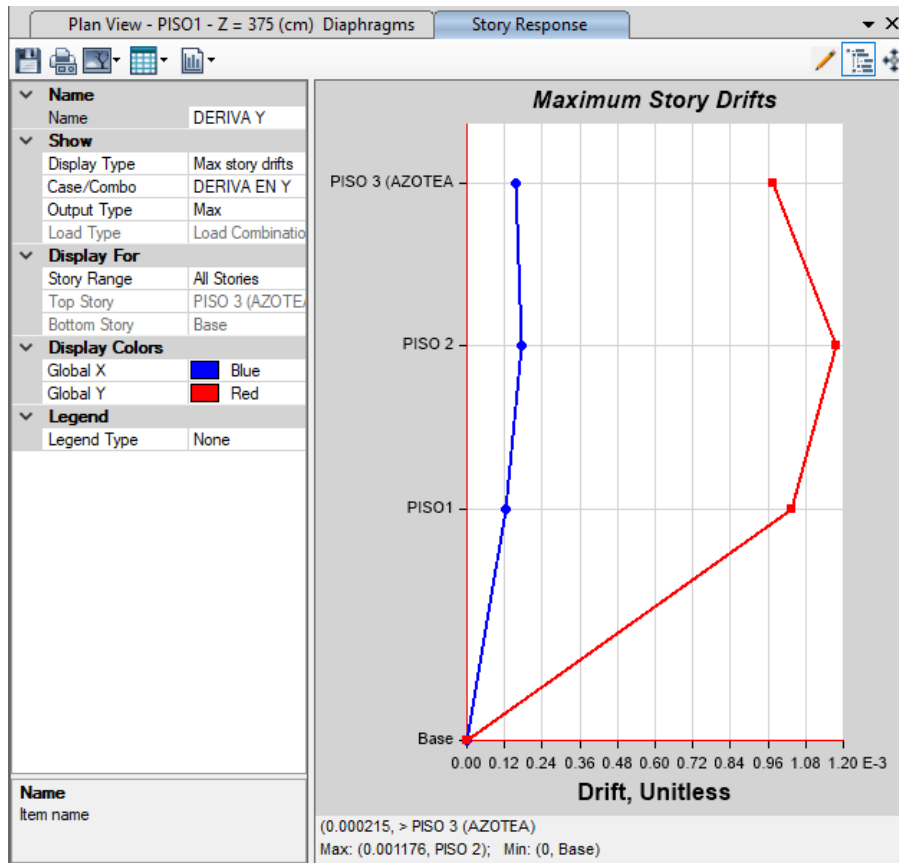 Plan View - PISO1 - Z = 375 (cm) Diaphragms
Story Response
Name
Name DERIVA Y
Show
Display Type Max story drifts
Case/Combo DERIVA EN Y
Output Type Max
Load Type Load Combinatio
Display For
Story Range All Stories
Top Story PISO 3 (AZOTEA
Bottom Story Base
Display Colors
Global X Blue
Global Y Red
Legend
Legend Type None
Name
Item name
Maximum Story Drifts
PISO 3 (AZOTEA
PISO 2
PISO1
Base
0.00 0.12 0.24 0.36 0.48 0.60 0.72 0.84 0.96 1.08 1.20 E-3
Drift, Unitless
(0.000215, > PISO 3 (AZOTEA)
Max: (0.001176, PISO 2); Min: (0, Base)